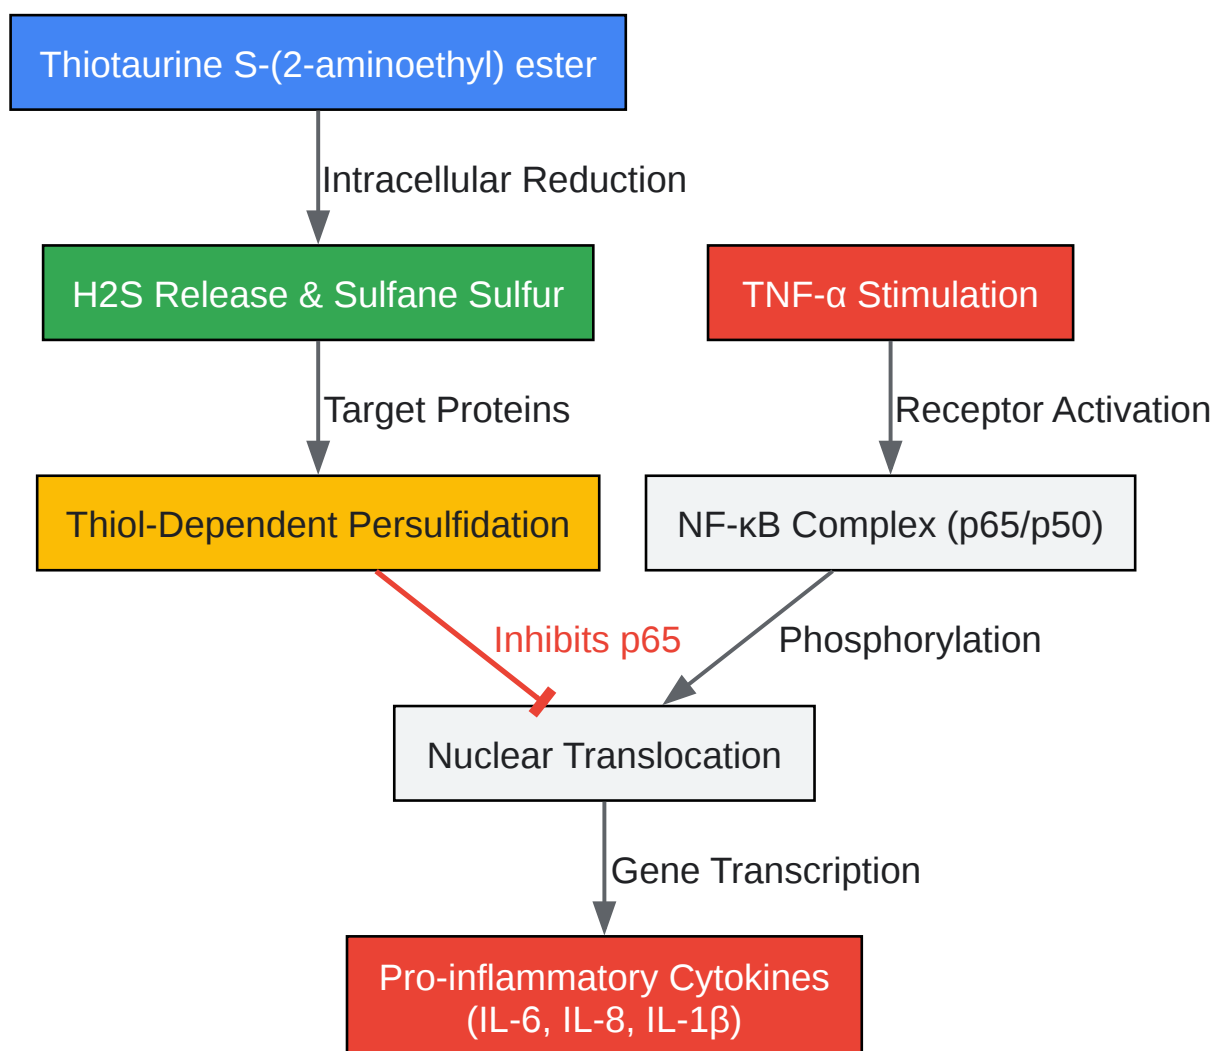 Thiotaurine S-(2-aminoethyl) ester
Intracellular Reduction
H2S Release & Sulfane Sulfur
TNF-α Stimulation
Target Proteins
Receptor Activation
Thiol-Dependent Persulfidation
NF-κB Complex (p65/p50)
Inhibits p65
Phosphorylation
Nuclear Translocation
Gene Transcription
Pro-inflammatory Cytokines
(IL-6, IL-8, IL-1β)